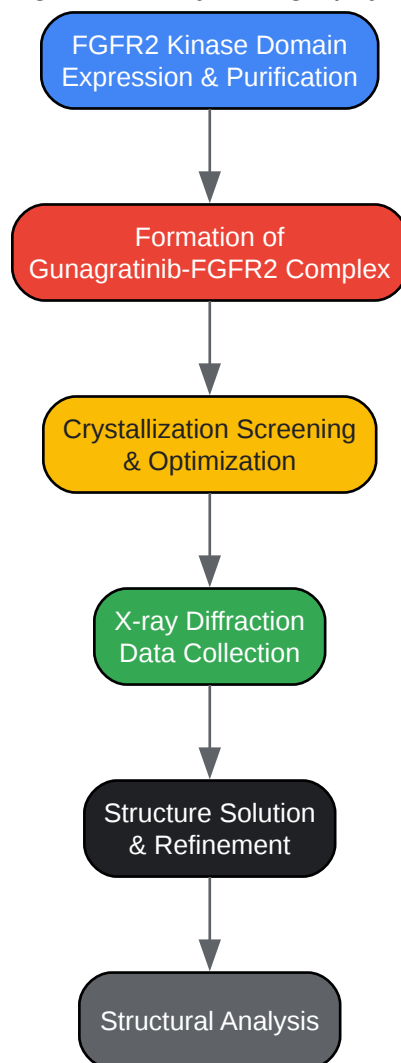 FGFR2 Kinase Domain
Expression & Purification
Formation of
Gunagratinib-FGFR2 Complex
Crystallization Screening
& Optimization
X-ray Diffraction
Data Collection
Structure Solution
& Refinement
Structural Analysis